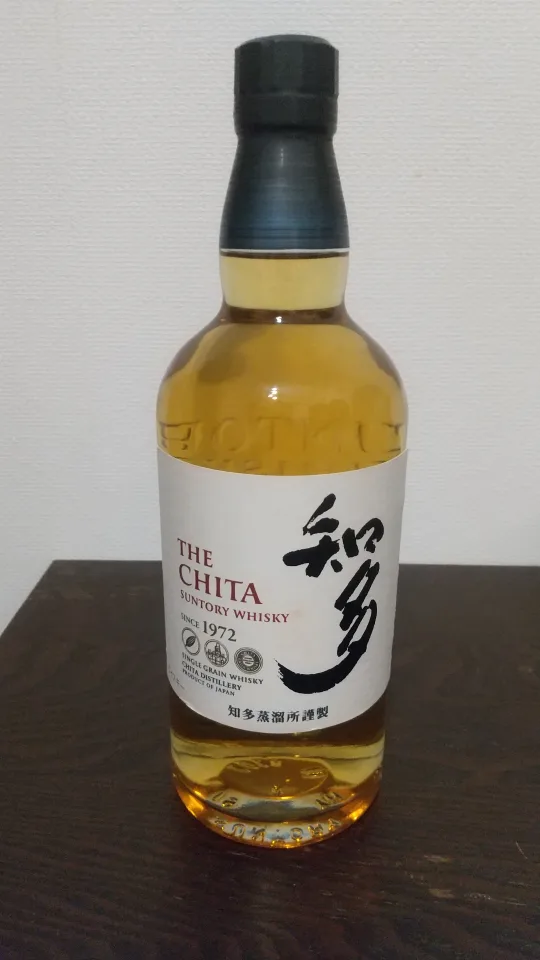 知多
THE
CHITA
SUNTORY WHISKY
SINCE 1972
SINGLE GRAIN WHISKY
CHITA DISTILLERY
PRODUCT OF JAPAN
知多蒸溜所謹製